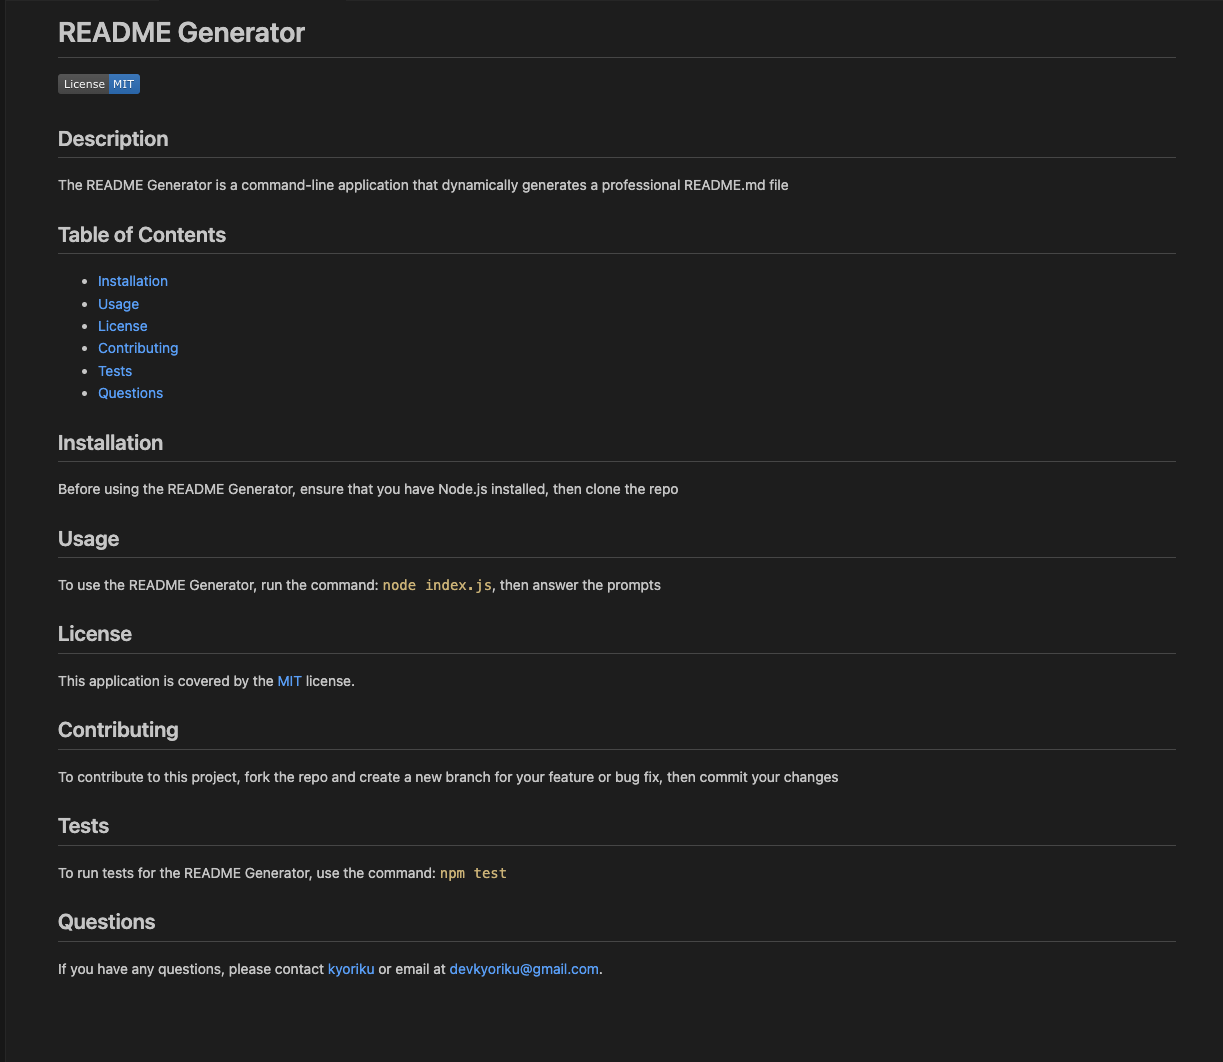 README Generator
License MIT
Description
The README Generator is a command-line application that dynamically generates a professional README.md file
Table of Contents
Installation
Usage
License
Contributing
Tests
Questions
Installation
Before using the README Generator, ensure that you have Node.js installed, then clone the repo
Usage
To use the README Generator, run the command: node index.js, then answer the prompts
License
This application is covered by the MIT license.
Contributing
To contribute to this project, fork the repo and create a new branch for your feature or bug fix, then commit your changes
Tests
To run tests for the README Generator, use the command: npm test
Questions
If you have any questions, please contact kyoriku or email at devkyoriku@gmail.com.